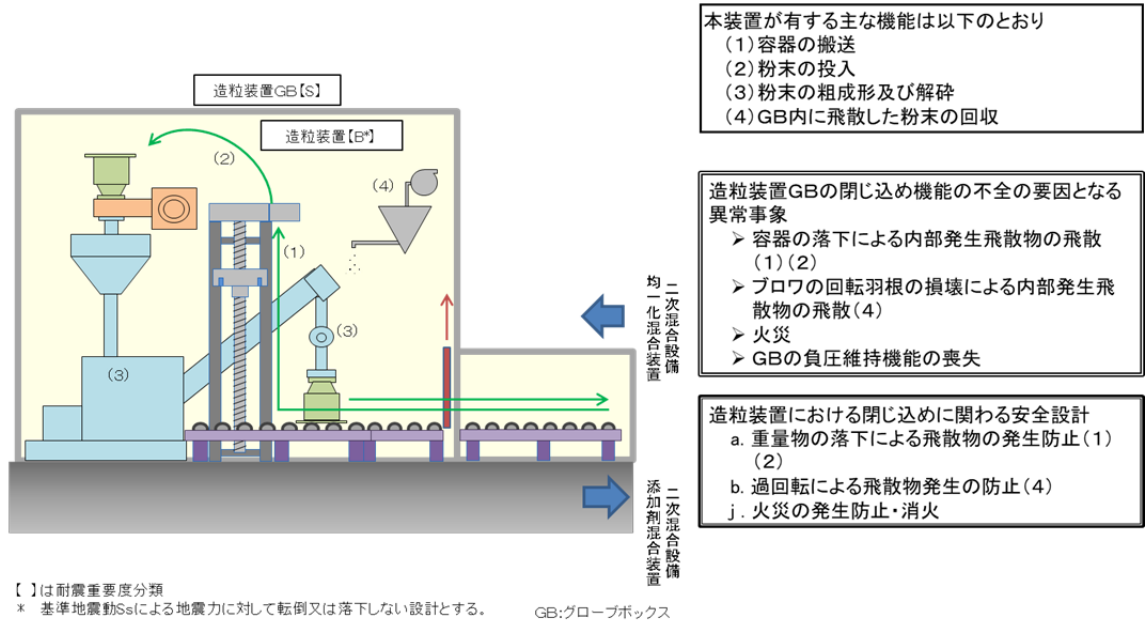 本装置が有する主な機能は以下のとおり
(1)容器の搬送
(2)粉末の投入
(3)粉末の粗成形及び解砕
(4)GB内に飛散した粉末の回収
造粒装置GB【S】
造粒装置【B*】
(2)
(4)
(1)
(3)
(3)
二次混合設備
均一化混合装置
二次混合設備
添加剤混合装置
造粒装置GBの閉じ込め機能の不全の要因となる
異常事象
➢ 容器の落下による内部発生飛散物の飛散
(1)(2)
➢ ブロワの回転羽根の損壊による内部発生飛
散物の飛散(4)
➢ 火災
➢ GBの負圧維持機能の喪失
造粒装置における閉じ込めに関わる安全設計
a. 重量物の落下による飛散物の発生防止(1)
(2)
b. 過回転による飛散物発生の防止(4)
j. 火災の発生防止・消火
【 】は耐震重要度分類
* 基準地震動Ssによる地震力に対して転倒又は落下しない設計とする。
GB:グローブボックス